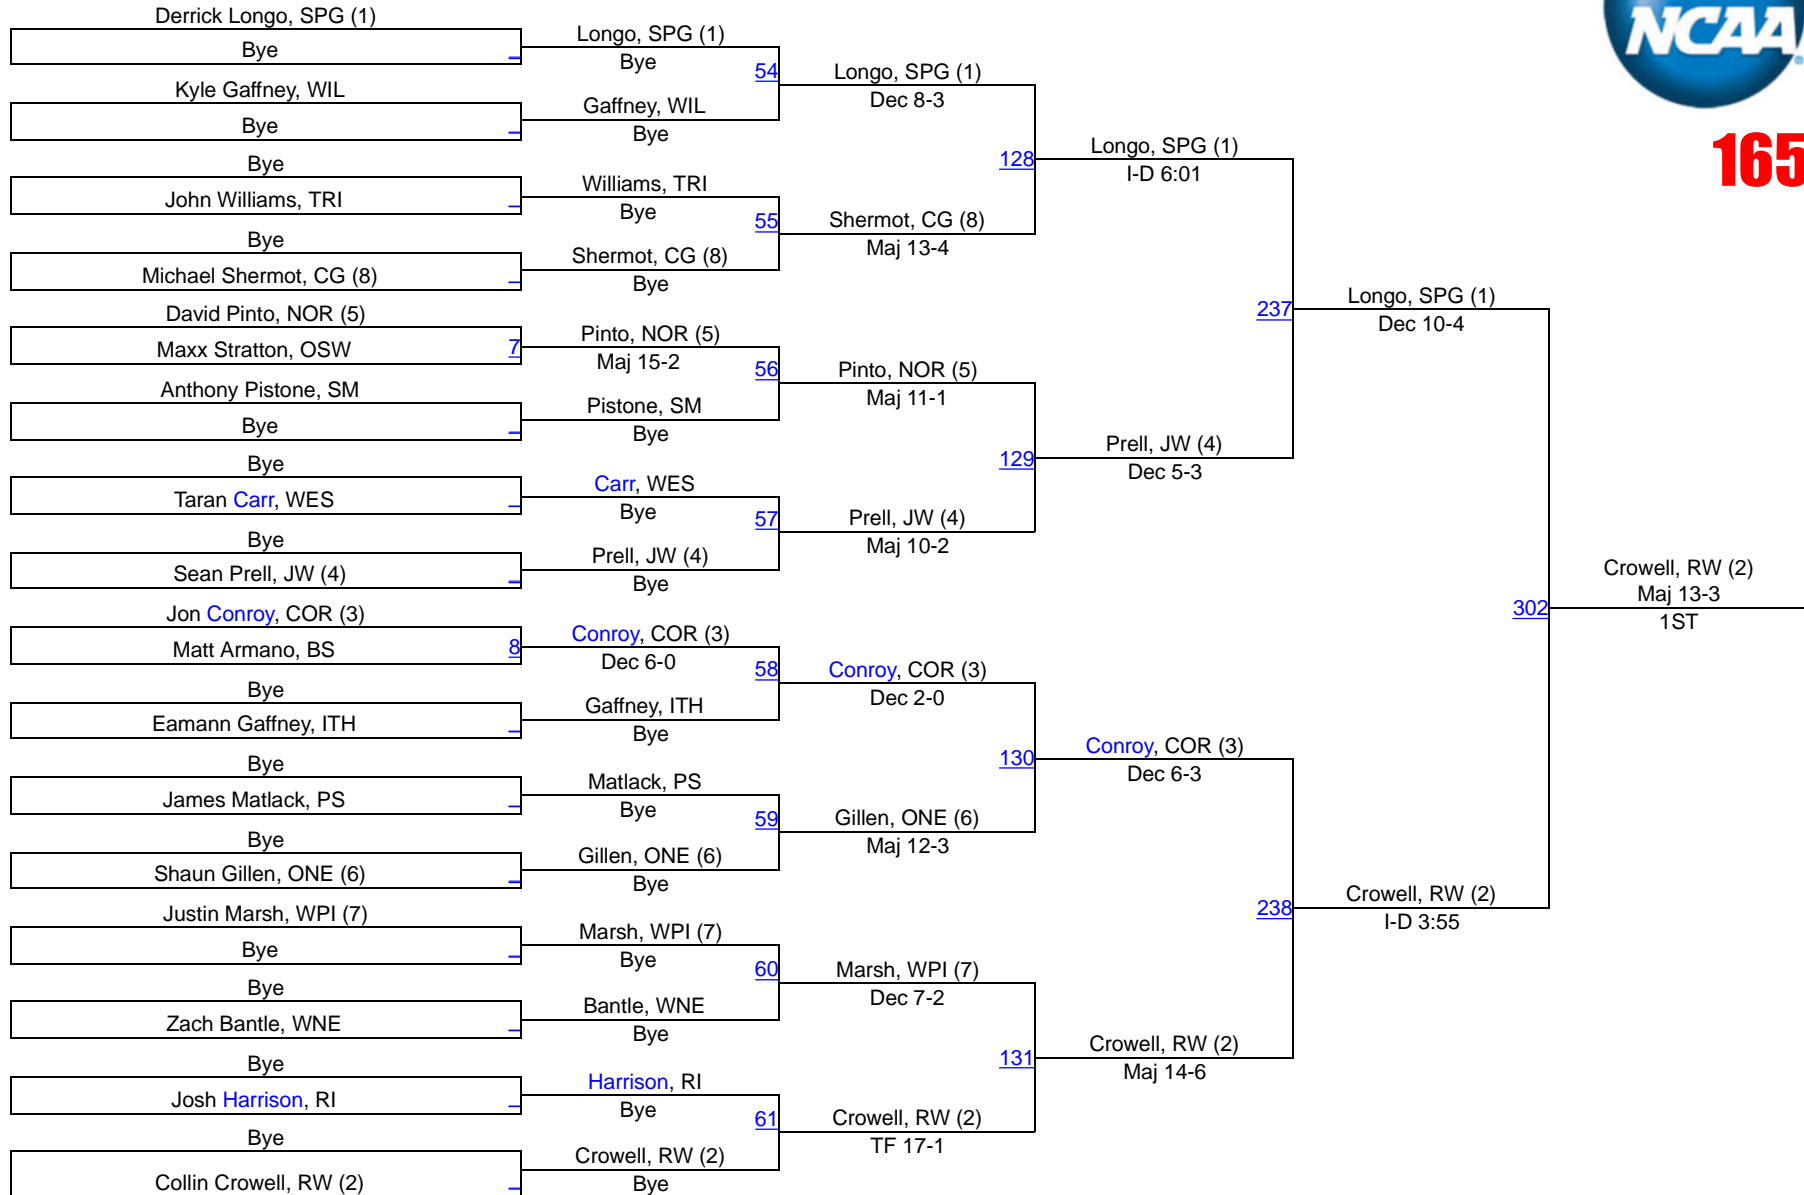 NCAA
165
Derrick Longo, SPG (1)
Bye
Kyle Gaffney, WIL
Bye
Bye
John Williams, TRI
Bye
Michael Shermot, CG (8)
David Pinto, NOR (5)
Maxx Stratton, OSW
7
Anthony Pistone, SM
Bye
Bye
Taran Carr, WES
Bye
Sean Prell, JW (4)
Jon Conroy, COR (3)
Matt Armano, BS
8
Bye
Eamann Gaffney, ITH
Bye
James Matlack, PS
Bye
Shaun Gillen, ONE (6)
Justin Marsh, WPI (7)
Bye
Bye
Zach Bantle, WNE
Bye
Josh Harrison, RI
Bye
Collin Crowell, RW (2)
Longo, SPG (1)
Bye
54
Gaffney, WIL
Bye
Williams, TRI
Bye
55
Shermot, CG (8)
Bye
Pinto, NOR (5)
Maj 15-2
56
Pistone, SM
Bye
Carr, WES
Bye
57
Prell, JW (4)
Bye
Conroy, COR (3)
Dec 6-0
58
Gaffney, ITH
Bye
Matlack, PS
Bye
59
Gillen, ONE (6)
Bye
Marsh, WPI (7)
Bye
60
Bantle, WNE
Bye
Harrison, RI
Bye
61
Crowell, RW (2)
Bye
Longo, SPG (1)
Dec 8-3
128
Shermot, CG (8)
Maj 13-4
Pinto, NOR (5)
Maj 11-1
129
Prell, JW (4)
Maj 10-2
Conroy, COR (3)
Dec 2-0
130
Gillen, ONE (6)
Maj 12-3
Marsh, WPI (7)
Dec 7-2
131
Crowell, RW (2)
TF 17-1
Longo, SPG (1)
I-D 6:01
237
Prell, JW (4)
Dec 5-3
Conroy, COR (3)
Dec 6-3
238
Crowell, RW (2)
Maj 14-6
Longo, SPG (1)
Dec 10-4
302
Crowell, RW (2)
I-D 3:55
Crowell, RW (2)
Maj 13-3
1ST